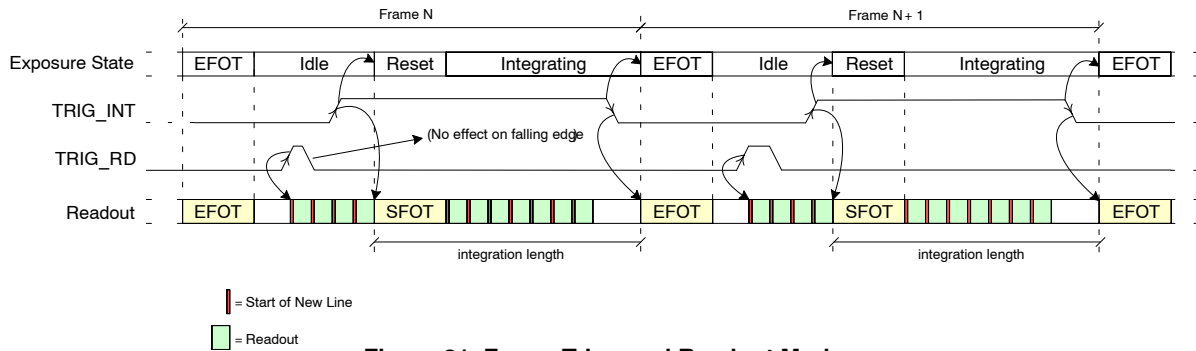 Frame N Frame N + 1
Exposure State EFOT Idle Reset Integrating EFOT Idle Reset Integrating EFOT
TRIG_INT
(No effect on falling edge
TRIG_RD
Readout EFOT SFOT EFOT SFOT EFOT
integration length integration length
= Start of New Line
= Readout